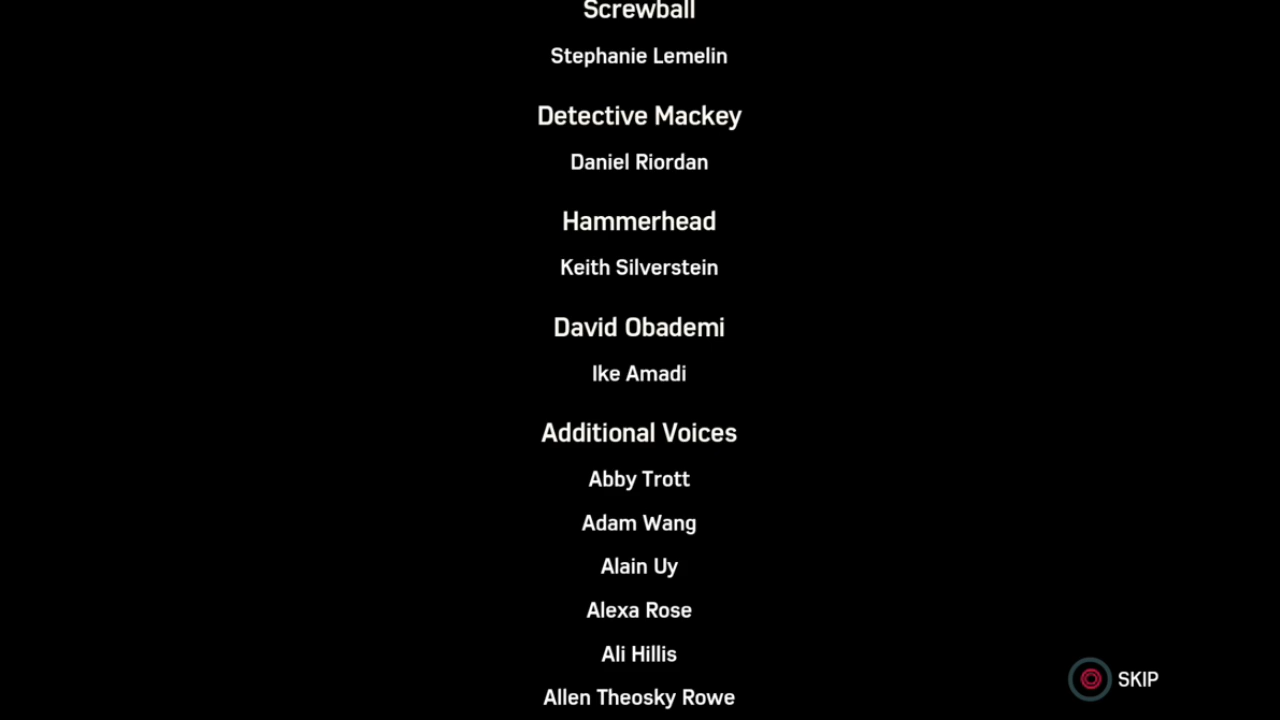 Screwball
Stephanie Lemelin
Detective Mackey
Daniel Riordan
Hammerhead
Keith Silverstein
David Obademi
Ike Amadi
Additional Voices
Abby Trott
Adam Wang
Alain Uy
Alexa Rose
Ali Hillis
Allen Theosky Rowe
SKIP